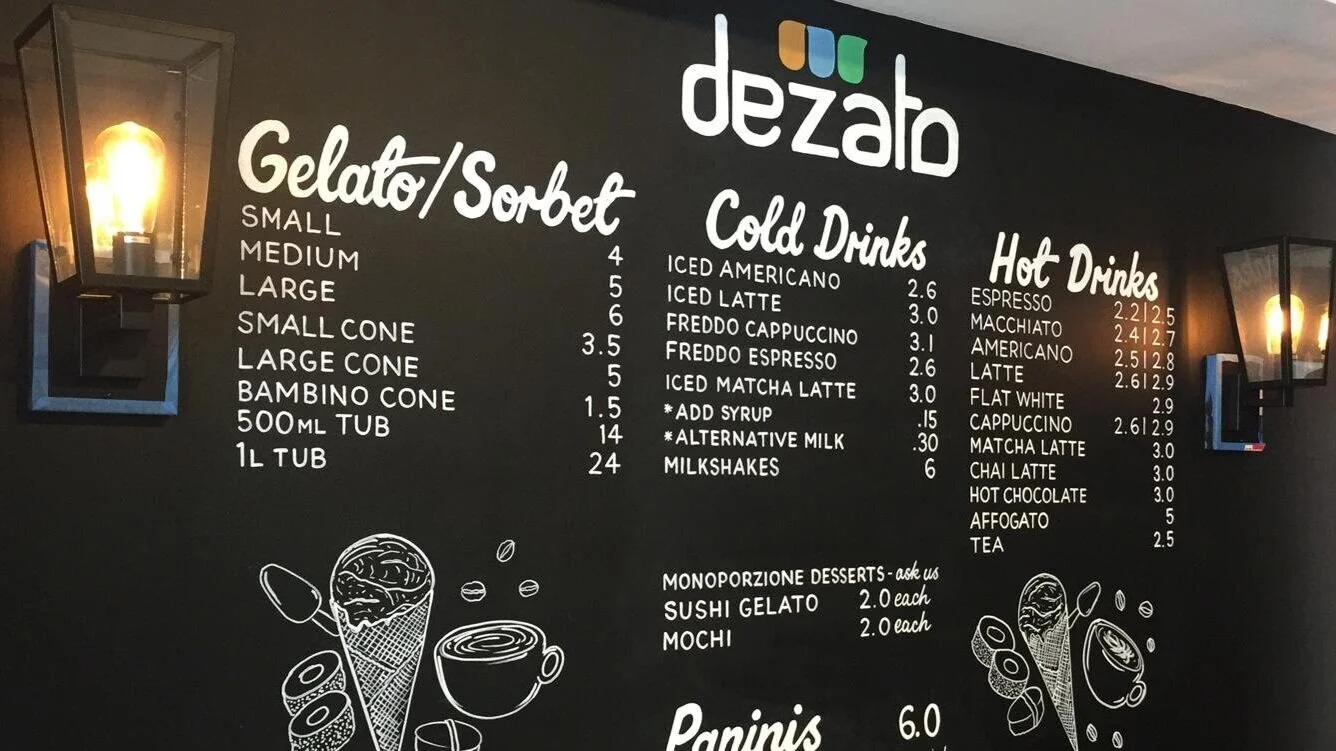 dezato
Gelato/Sorbet
SMALL 4
MEDIUM 5
LARGE 6
SMALL CONE 3.5
LARGE CONE 5
BAMBINO CONE 1.5
500ML TUB 14
1L TUB 24
Cold Drinks
ICED AMERICANO 2.6
ICED LATTE 3.0
FREDDO CAPPUCCINO 3.1
FREDDO ESPRESSO 2.6
ICED MATCHA LATTE 3.0
*ADD SYRUP .15
*ALTERNATIVE MILK .30
MILKSHAKES 6
MONOPORZIONE DESSERTS - ask us
SUSHI GELATO 2.0 each
MOCHI 2.0 each
Paninis 6.0
Hot Drinks
ESPRESSO 2.2|2.5
MACCHIATO 2.4|2.7
AMERICANO 2.5|2.8
LATTE 2.6|2.9
FLAT WHITE 2.9
CAPPUCCINO 2.6|2.9
MATCHA LATTE 3.0
CHAI LATTE 3.0
HOT CHOCOLATE 3.0
AFFOGATO 5
TEA 2.5